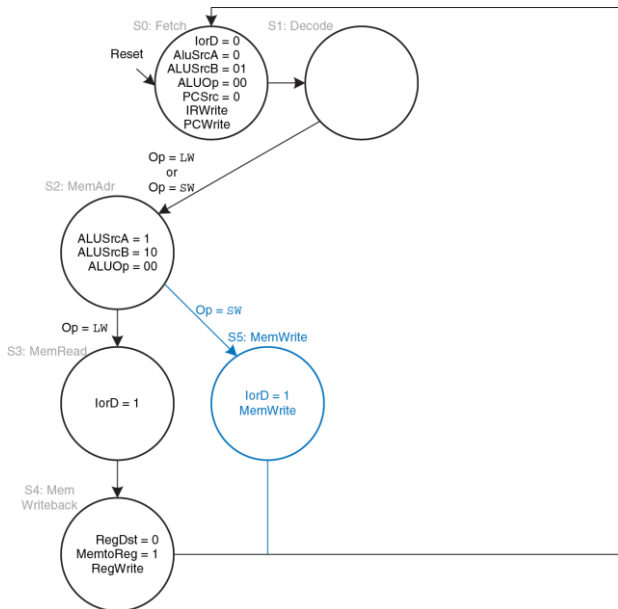 S0: Fetch
S1: Decode
Reset
IorD = 0
AluSrcA = 0
ALUSrcB = 01
ALUOp = 00
PCSrc = 0
IRWrite
PCWrite
Op = LW
or
Op = SW
S2: MemAdr
ALUSrcA = 1
ALUSrcB = 10
ALUOp = 00
Op = SW
Op = LW
S5: MemWrite
S3: MemRead
IorD = 1
IorD = 1
MemWrite
S4: Mem
Writeback
RegDst = 0
MemtoReg = 1
RegWrite